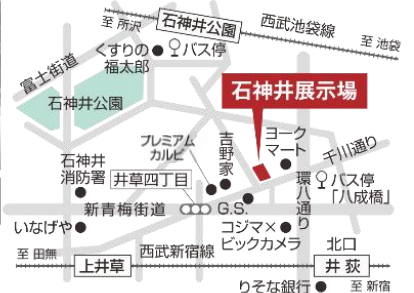 至 所沢
石神井公園
西武池袋線
至 池袋
くすりの
福太郎
バス停
富士街道
石神井公園
石神井展示場
プレミアム
カルビ
吉野家
ヨーク
マート
千川通り
石神井
消防署
井草四丁目
環八通り
バス停
「八成橋」
いなげや
新青梅街道
G.S.
コジマ×
ビックカメラ
北口
至 田無
西武新宿線
上井草
井 荻
りそな銀行
至 新宿